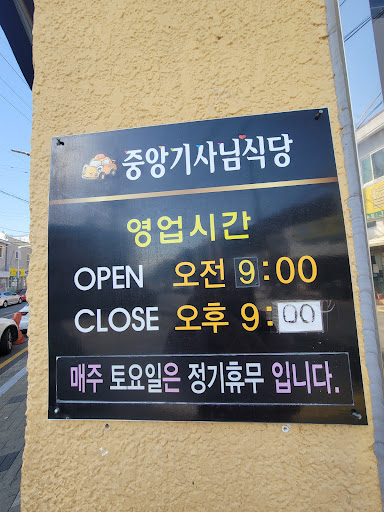 중앙기사님식당
영업시간
OPEN 오전 9:00
CLOSE 오후 9:00
매주 토요일은 정기휴무 입니다.